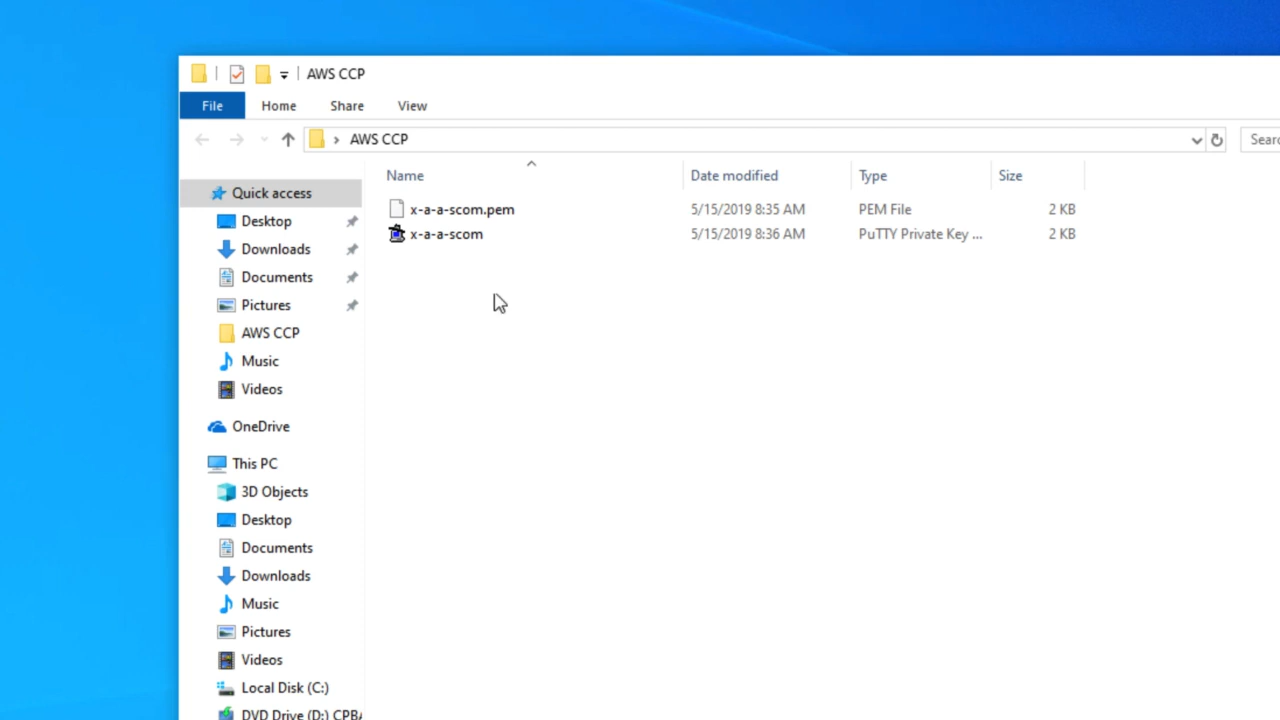 AWS CCP
File Home Share View
AWS CCP
Name Date modified Type Size
x-a-a-scom.pem 5/15/2019 8:35 AM PEM File 2 KB
x-a-a-scom 5/15/2019 8:36 AM PuTTY Private Key ... 2 KB
Quick access
Desktop
Downloads
Documents
Pictures
AWS CCP
Music
Videos
OneDrive
This PC
3D Objects
Desktop
Documents
Downloads
Music
Pictures
Videos
Local Disk (C:)
DVD Drive (D:)